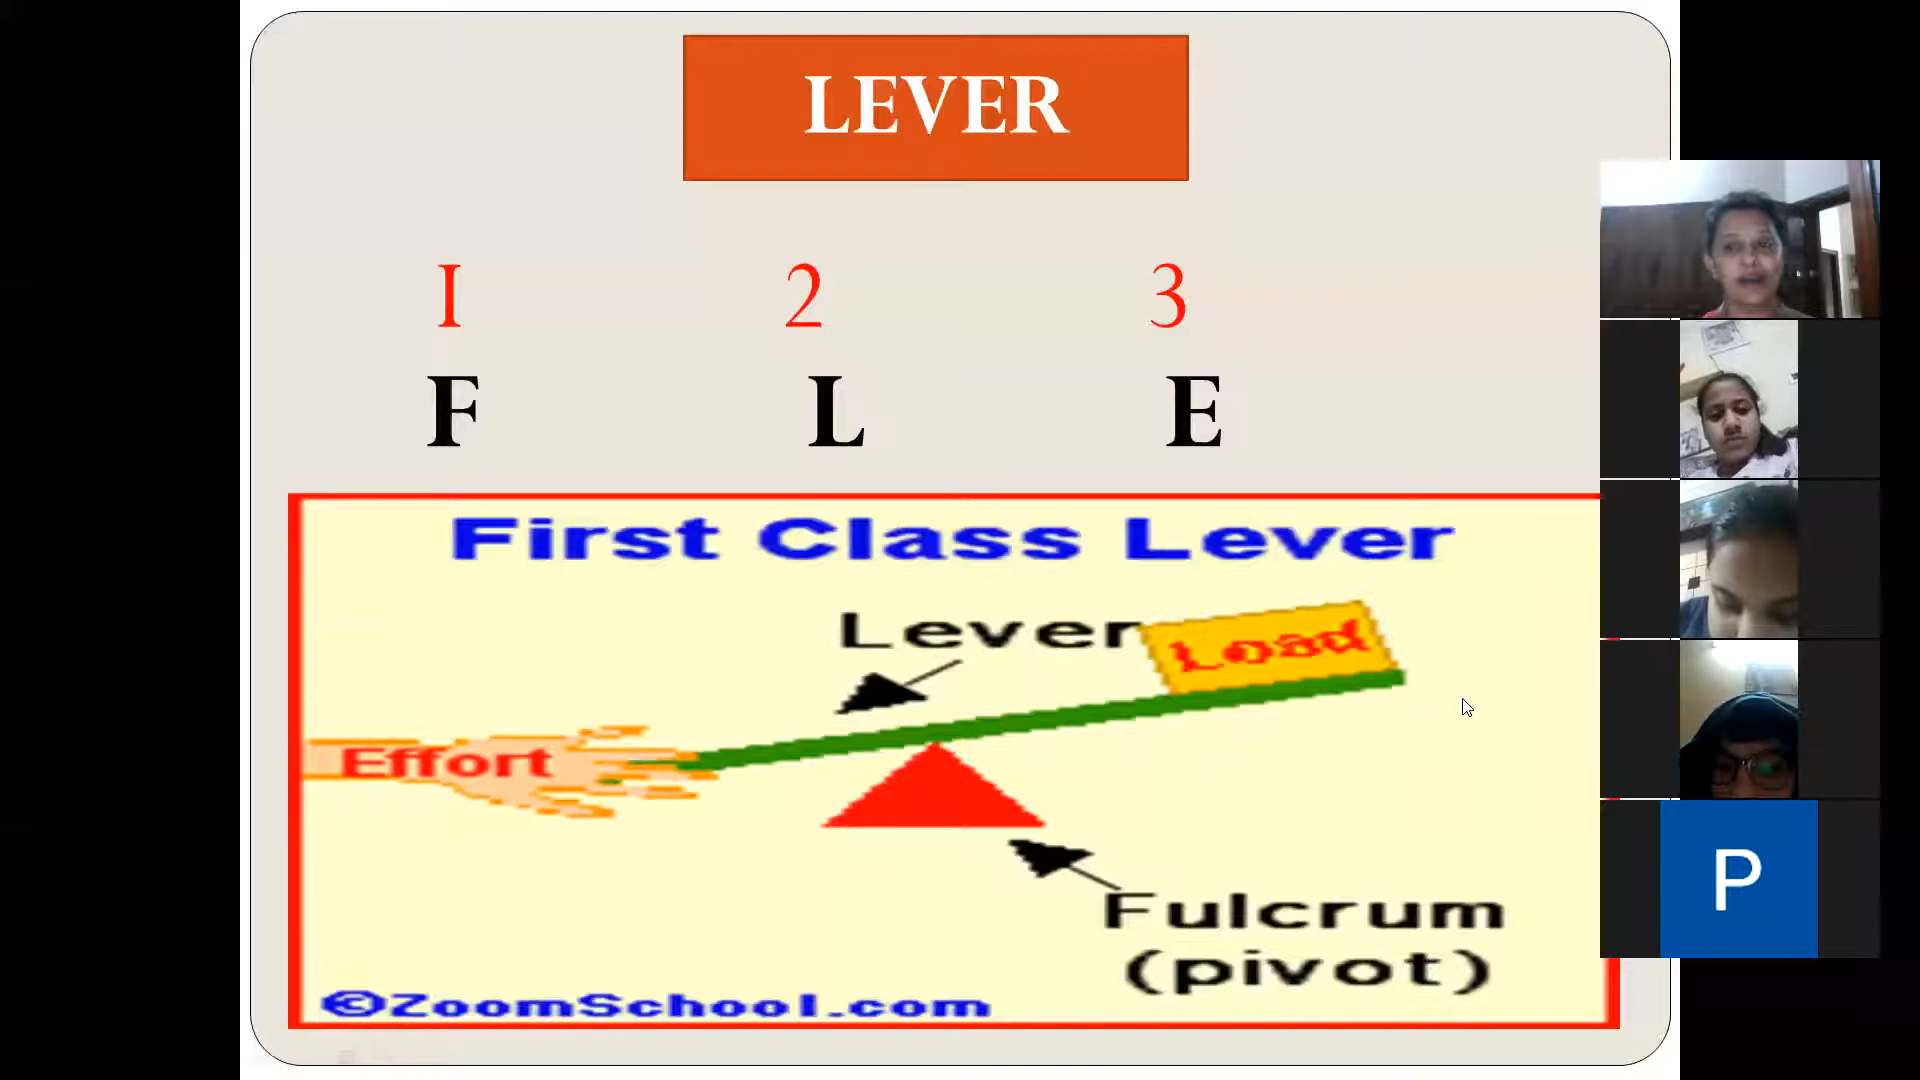 LEVER
1 2 3
F L E
First Class Lever
Lever
Load
Effort
Fulcrum
(pivot)
©ZoomSchool.com
P